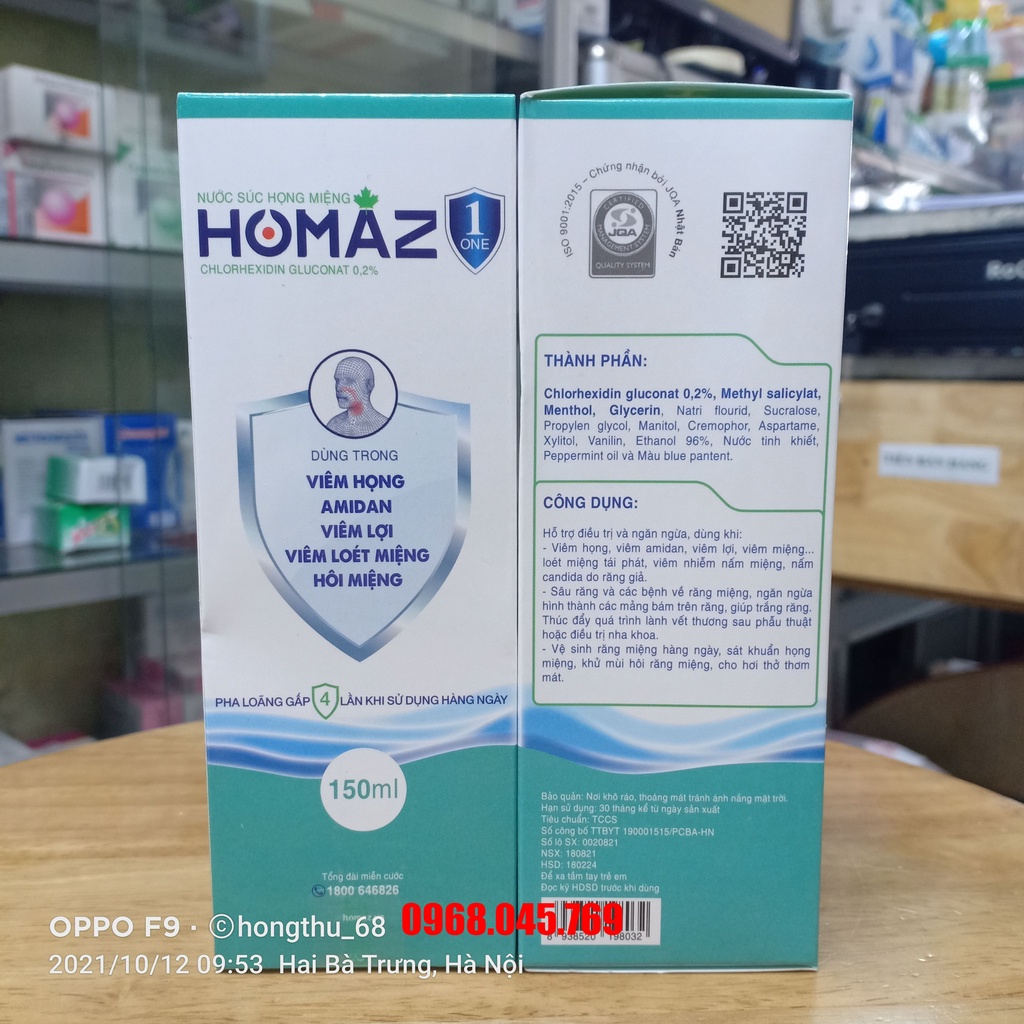 NƯỚC SÚC HỌNG MIỆNG
HOMAZ
1
ONE
CHLORHEXIDIN GLUCONAT 0,2%
DÙNG TRONG
VIÊM HỌNG
AMIDAN
VIÊM LỢI
VIÊM LOÉT MIỆNG
HÔI MIỆNG
PHA LOÃNG GẤP 4 LẦN KHI SỬ DỤNG HÀNG NGÀY
150ml
Tổng đài miễn cước
1800 646826
ISO 9001:2015 – Chứng nhận bởi JQA Nhật Bản
CERTIFIED
JQA
MANAGEMENT SYSTEM
QUALITY SYSTEM
THÀNH PHẦN:
Chlorhexidin gluconat 0,2%, Methyl salicylat,
Menthol, Glycerin, Natri flourid, Sucralose,
Propylen glycol, Manitol, Cremophor, Aspartame,
Xylitol, Vanilin, Ethanol 96%, Nước tinh khiết,
Peppermint oil và Màu blue pantent.
CÔNG DỤNG:
Hỗ trợ điều trị và ngăn ngừa, dùng khi:
- Viêm họng, viêm amidan, viêm lợi, viêm miệng...
loét miệng tái phát, viêm nhiễm nấm miệng, nấm
candida do răng giả.
- Sâu răng và các bệnh về răng miệng, ngăn ngừa
hình thành các mảng bám trên răng, giúp trắng răng.
Thúc đẩy quá trình lành vết thương sau phẫu thuật
hoặc điều trị nha khoa.
- Vệ sinh răng miệng hàng ngày, sát khuẩn họng
miệng, khử mùi hôi răng miệng, cho hơi thở thơm
mát.
Bảo quản: Nơi khô ráo, thoáng mát tránh ánh nắng mặt trời.
Hạn sử dụng: 30 tháng kể từ ngày sản xuất
Tiêu chuẩn: TCCS
Số công bố TTBYT 190001515/PCBA-HN
Số lô SX: 0020821
NSX: 180821
HSD: 180224
Để xa tầm tay trẻ em
Đọc kỹ HDSD trước khi dùng
8 938520 198032
0968.045.769
OPPO F9 · ©hongthu_68
2021/10/12 09:53 Hai Bà Trưng, Hà Nội